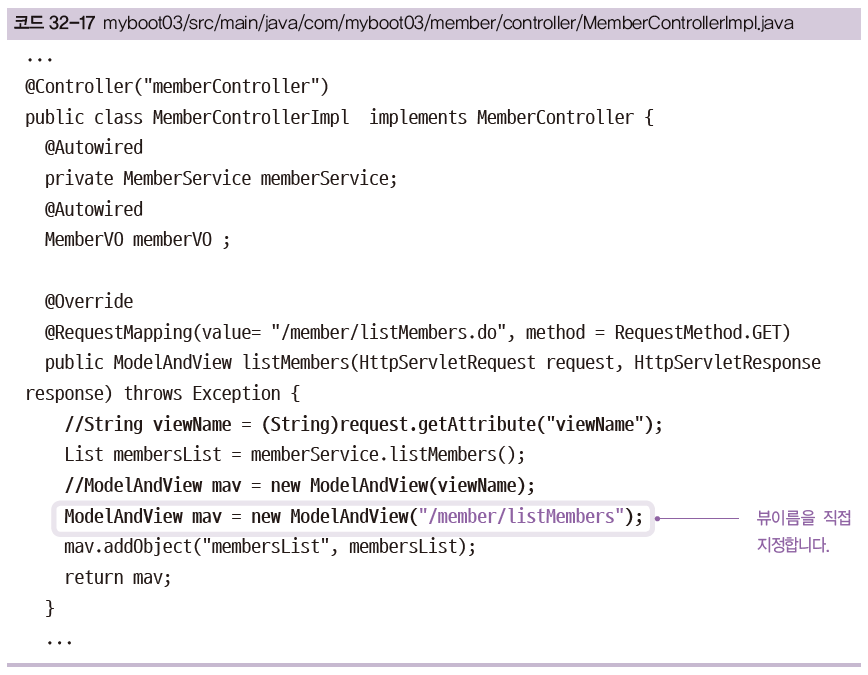 코드 32-17 myboot03/src/main/java/com/myboot03/member/controller/MemberControllerImpl.java
...
@Controller("memberController")
public class MemberControllerImpl  implements MemberController {
  @Autowired
  private MemberService memberService;
  @Autowired
  MemberVO memberVO ;
  @Override
  @RequestMapping(value= "/member/listMembers.do", method = RequestMethod.GET)
  public ModelAndView listMembers(HttpServletRequest request, HttpServletResponse
response) throws Exception {
    //String viewName = (String)request.getAttribute("viewName");
    List membersList = memberService.listMembers();
    //ModelAndView mav = new ModelAndView(viewName);
    ModelAndView mav = new ModelAndView("/member/listMembers");
뷰이름을 직접
지정합니다.
    mav.addObject("membersList", membersList);
    return mav;
  }
  ...